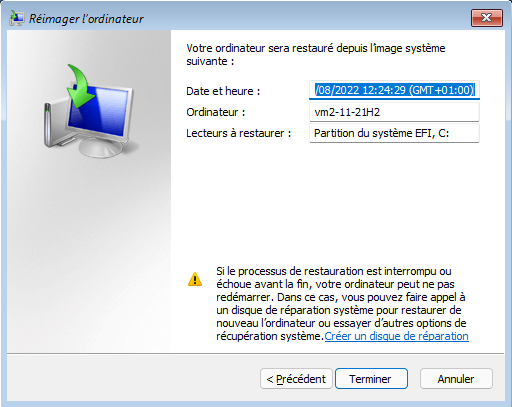 Réimager l'ordinateur
Votre ordinateur sera restauré depuis l'image système
suivante :
Date et heure :
/08/2022 12:24:29 (GMT+01:00)
Ordinateur :
vm2-11-21H2
Lecteurs à restaurer :
Partition du système EFI, C:
Si le processus de restauration est interrompu ou
échoue avant la fin, votre ordinateur peut ne pas
redémarrer. Dans ce cas, vous pouvez faire appel à
un disque de réparation système pour restaurer de
nouveau l'ordinateur ou essayer d'autres options de
récupération système.Créer un disque de réparation
< Précédent
Terminer
Annuler